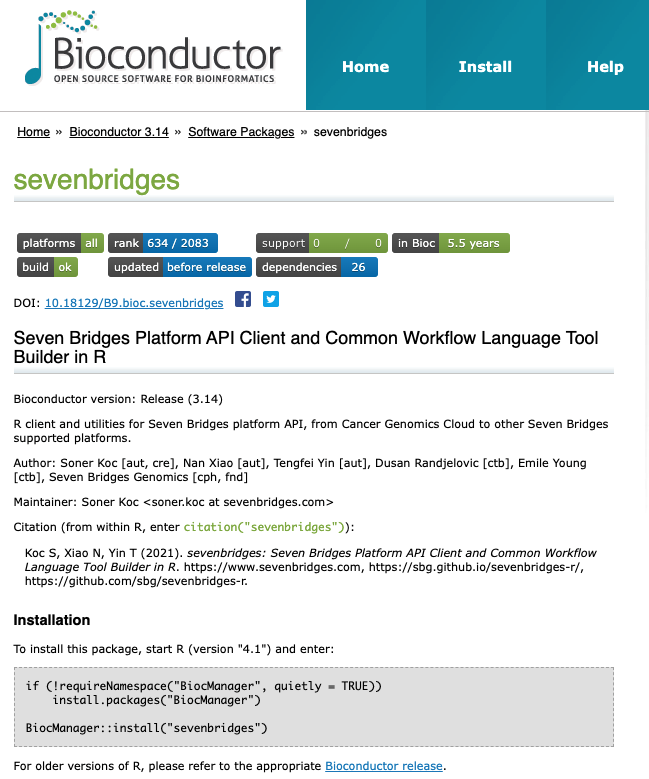 Bioconductor
OPEN SOURCE SOFTWARE FOR BIOINFORMATICS
Home Install Help
Home » Bioconductor 3.14 » Software Packages » sevenbridges
sevenbridges
platforms all rank 634 / 2083 support 0 / 0 in Bioc 5.5 years
build ok updated before release dependencies 26
DOI: 10.18129/B9.bioc.sevenbridges
Seven Bridges Platform API Client and Common Workflow Language Tool
Builder in R
Bioconductor version: Release (3.14)
R client and utilities for Seven Bridges platform API, from Cancer Genomics Cloud to other Seven Bridges
supported platforms.
Author: Soner Koc [aut, cre], Nan Xiao [aut], Tengfei Yin [aut], Dusan Randjelovic [ctb], Emile Young
[ctb], Seven Bridges Genomics [cph, fnd]
Maintainer: Soner Koc <soner.koc at sevenbridges.com>
Citation (from within R, enter citation("sevenbridges")):
Koc S, Xiao N, Yin T (2021). sevenbridges: Seven Bridges Platform API Client and Common Workflow
Language Tool Builder in R. https://www.sevenbridges.com, https://sbg.github.io/sevenbridges-r/,
https://github.com/sbg/sevenbridges-r.
Installation
To install this package, start R (version "4.1") and enter:
if (!requireNamespace("BiocManager", quietly = TRUE))
    install.packages("BiocManager")
BiocManager::install("sevenbridges")
For older versions of R, please refer to the appropriate Bioconductor release.